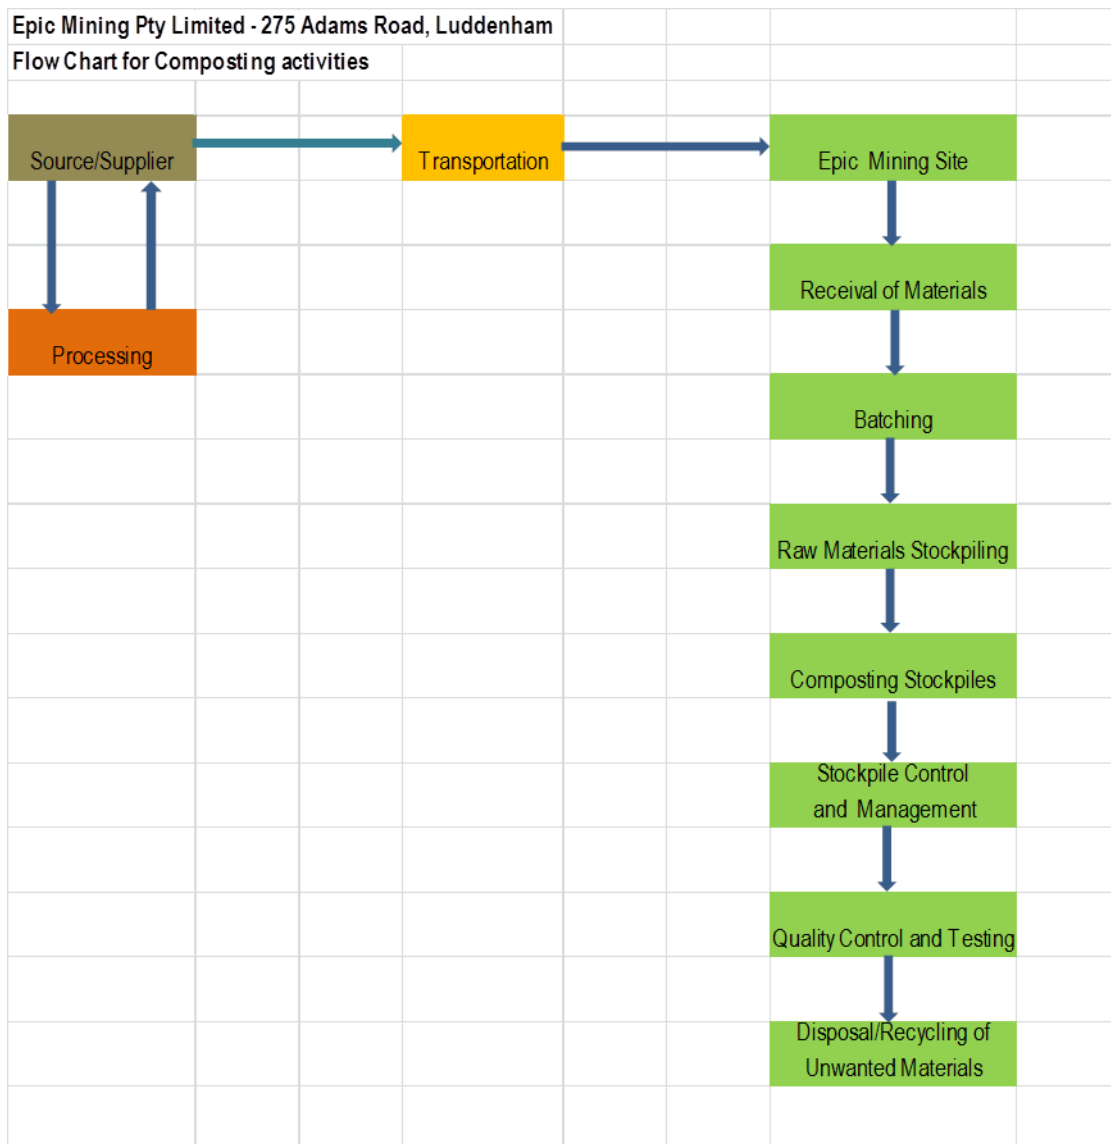 Epic Mining Pty Limited - 275 Adams Road, Luddenham
Flow Chart for Composting activities
Source/Supplier
Transportation
Epic Mining Site
Receival of Materials
Processing
Batching
Raw Materials Stockpiling
Composting Stockpiles
Stockpile Control
and Management
Quality Control and Testing
Disposal/Recycling of
Unwanted Materials